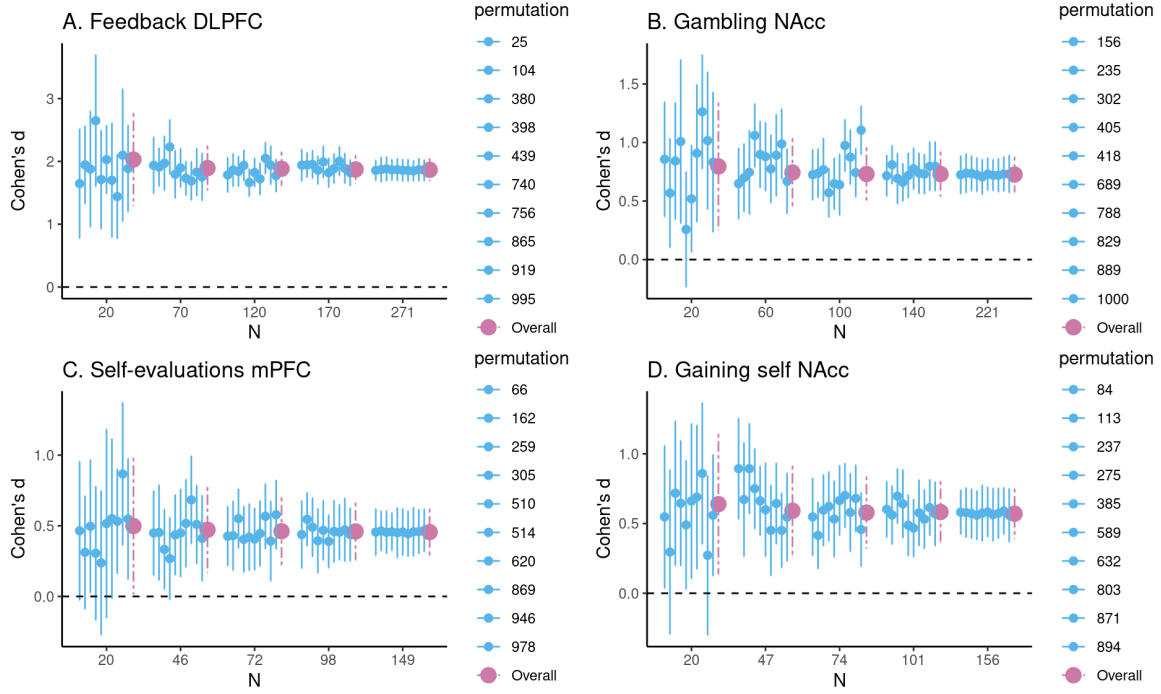 A. Feedback DLPFC
Cohen's d
3
2
1
0
20 70 120 170 271
N
permutation
25
104
380
398
439
740
756
865
919
995
Overall
B. Gambling NAcc
Cohen's d
1.5
1.0
0.5
0.0
20 60 100 140 221
N
permutation
156
235
302
405
418
689
788
829
889
1000
Overall
C. Self-evaluations mPFC
Cohen's d
1.0
0.5
0.0
20 46 72 98 149
N
permutation
66
162
259
305
510
514
620
869
946
978
Overall
D. Gaining self NAcc
Cohen's d
1.0
0.5
0.0
20 47 74 101 156
N
permutation
84
113
237
275
385
589
632
803
871
894
Overall